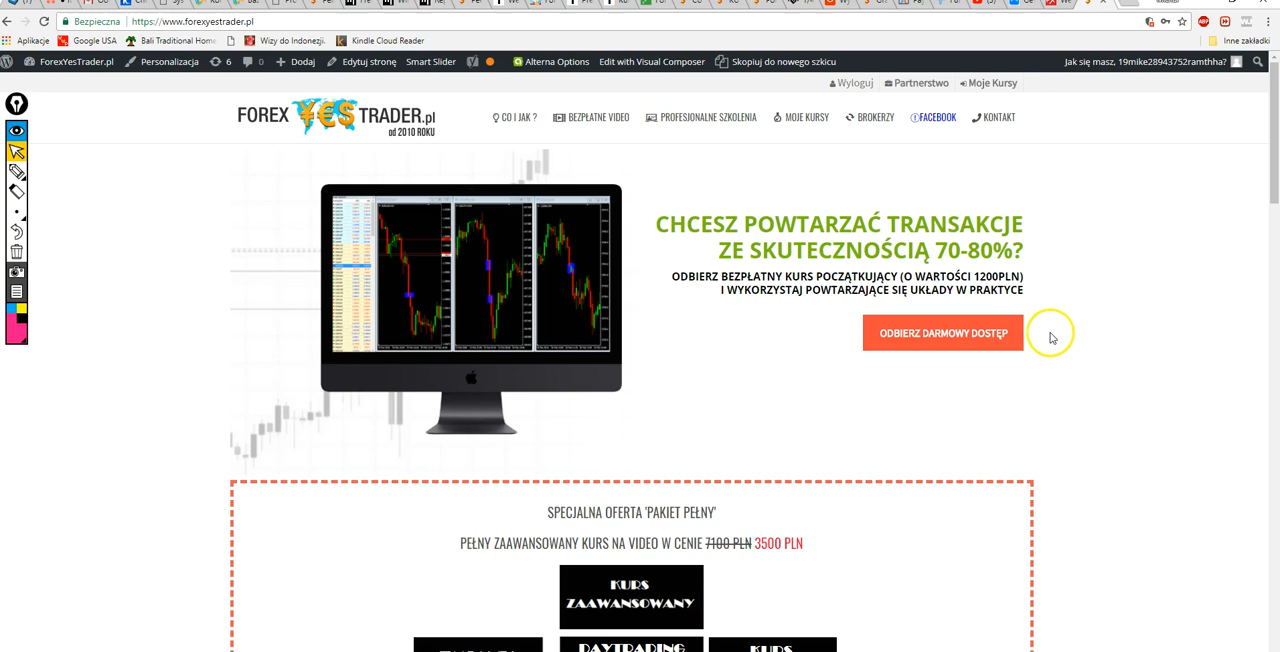 Bezpieczna | https://www.forexyestrader.pl
Aplikacje Google USA Bali Traditional Home Wizy do Indonezji. Kindle Cloud Reader Inne zakładki
ForexYesTrader.pl Personalizacja 6 0 Dodaj Edytuj stronę Smart Slider Alterna Options Edit with Visual Composer Skopiuj do nowego szkicu Jak się masz, 19mike28943752ramthha?
Wyloguj Partnerstwo Moje Kursy
FOREX ¥€$ TRADER.pl
od 2010 ROKU
CO I JAK ? BEZPŁATNE VIDEO PROFESJONALNE SZKOLENIA MOJE KURSY BROKERZY FACEBOOK KONTAKT
CHCESZ POWTARZAĆ TRANSAKCJE
ZE SKUTECZNOŚCIĄ 70-80%?
ODBIERZ BEZPŁATNY KURS POCZĄTKUJĄCY (O WARTOŚCI 1200PLN)
I WYKORZYSTAJ POWTARZAJĄCE SIĘ UKŁADY W PRAKTYCE
ODBIERZ DARMOWY DOSTĘP
SPECJALNA OFERTA 'PAKIET PEŁNY'
PEŁNY ZAAWANSOWANY KURS NA VIDEO W CENIE 7100 PLN 3500 PLN
KURS
ZAAWANSOWANY
DAYTRADING
KURS